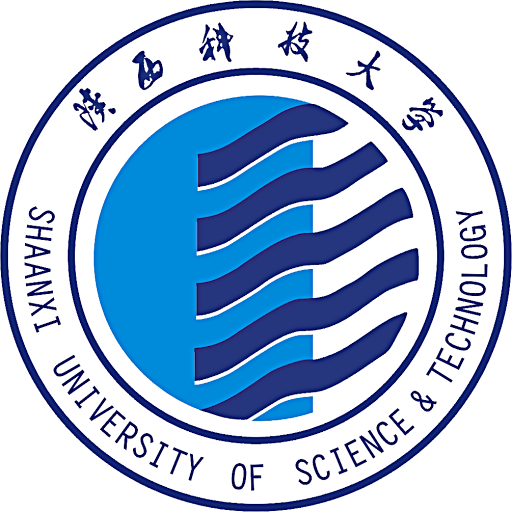 陕西科技大学
SHAANXI UNIVERSITY OF SCIENCE & TECHNOLOGY